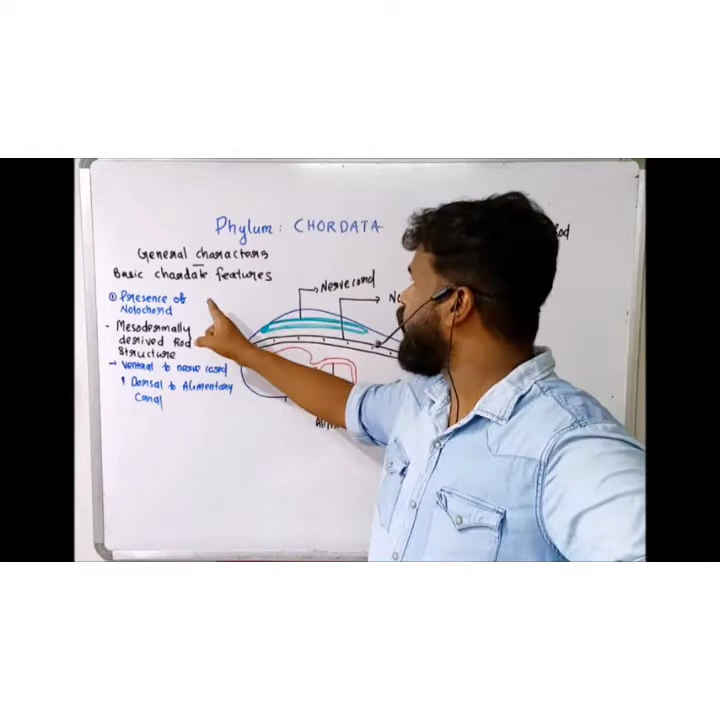 Phylum: CHORDATA
General characters
Basic chordate features
① Presence of
Notochord
- Mesodermally
derived Rod
Structure
→ Ventral to nerve cord
& Dorsal to Alimentary
Canal
Nerve cord